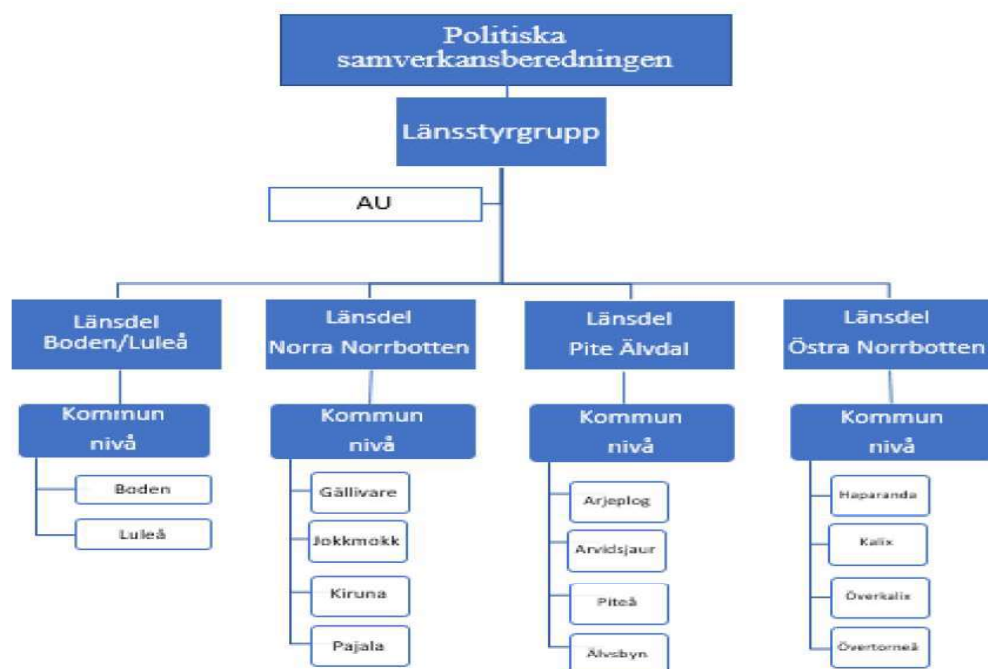 Politiska
samverkansberedningen
Länsstyrgrupp
AU
Länsdel
Boden/Luleå
Kommun
nivå
Boden
Luleå
Länsdel
Norra Norrbotten
Kommun
nivå
Gällivare
Jokkmokk
Kiruna
Pajala
Länsdel
Pite Älvdal
Kommun
nivå
Arjeplog
Arvidsjaur
Piteå
Älvsbyn
Länsdel
Östra Norrbotten
Kommun
nivå
Haparanda
Kalix
Överkalix
Övertorneå